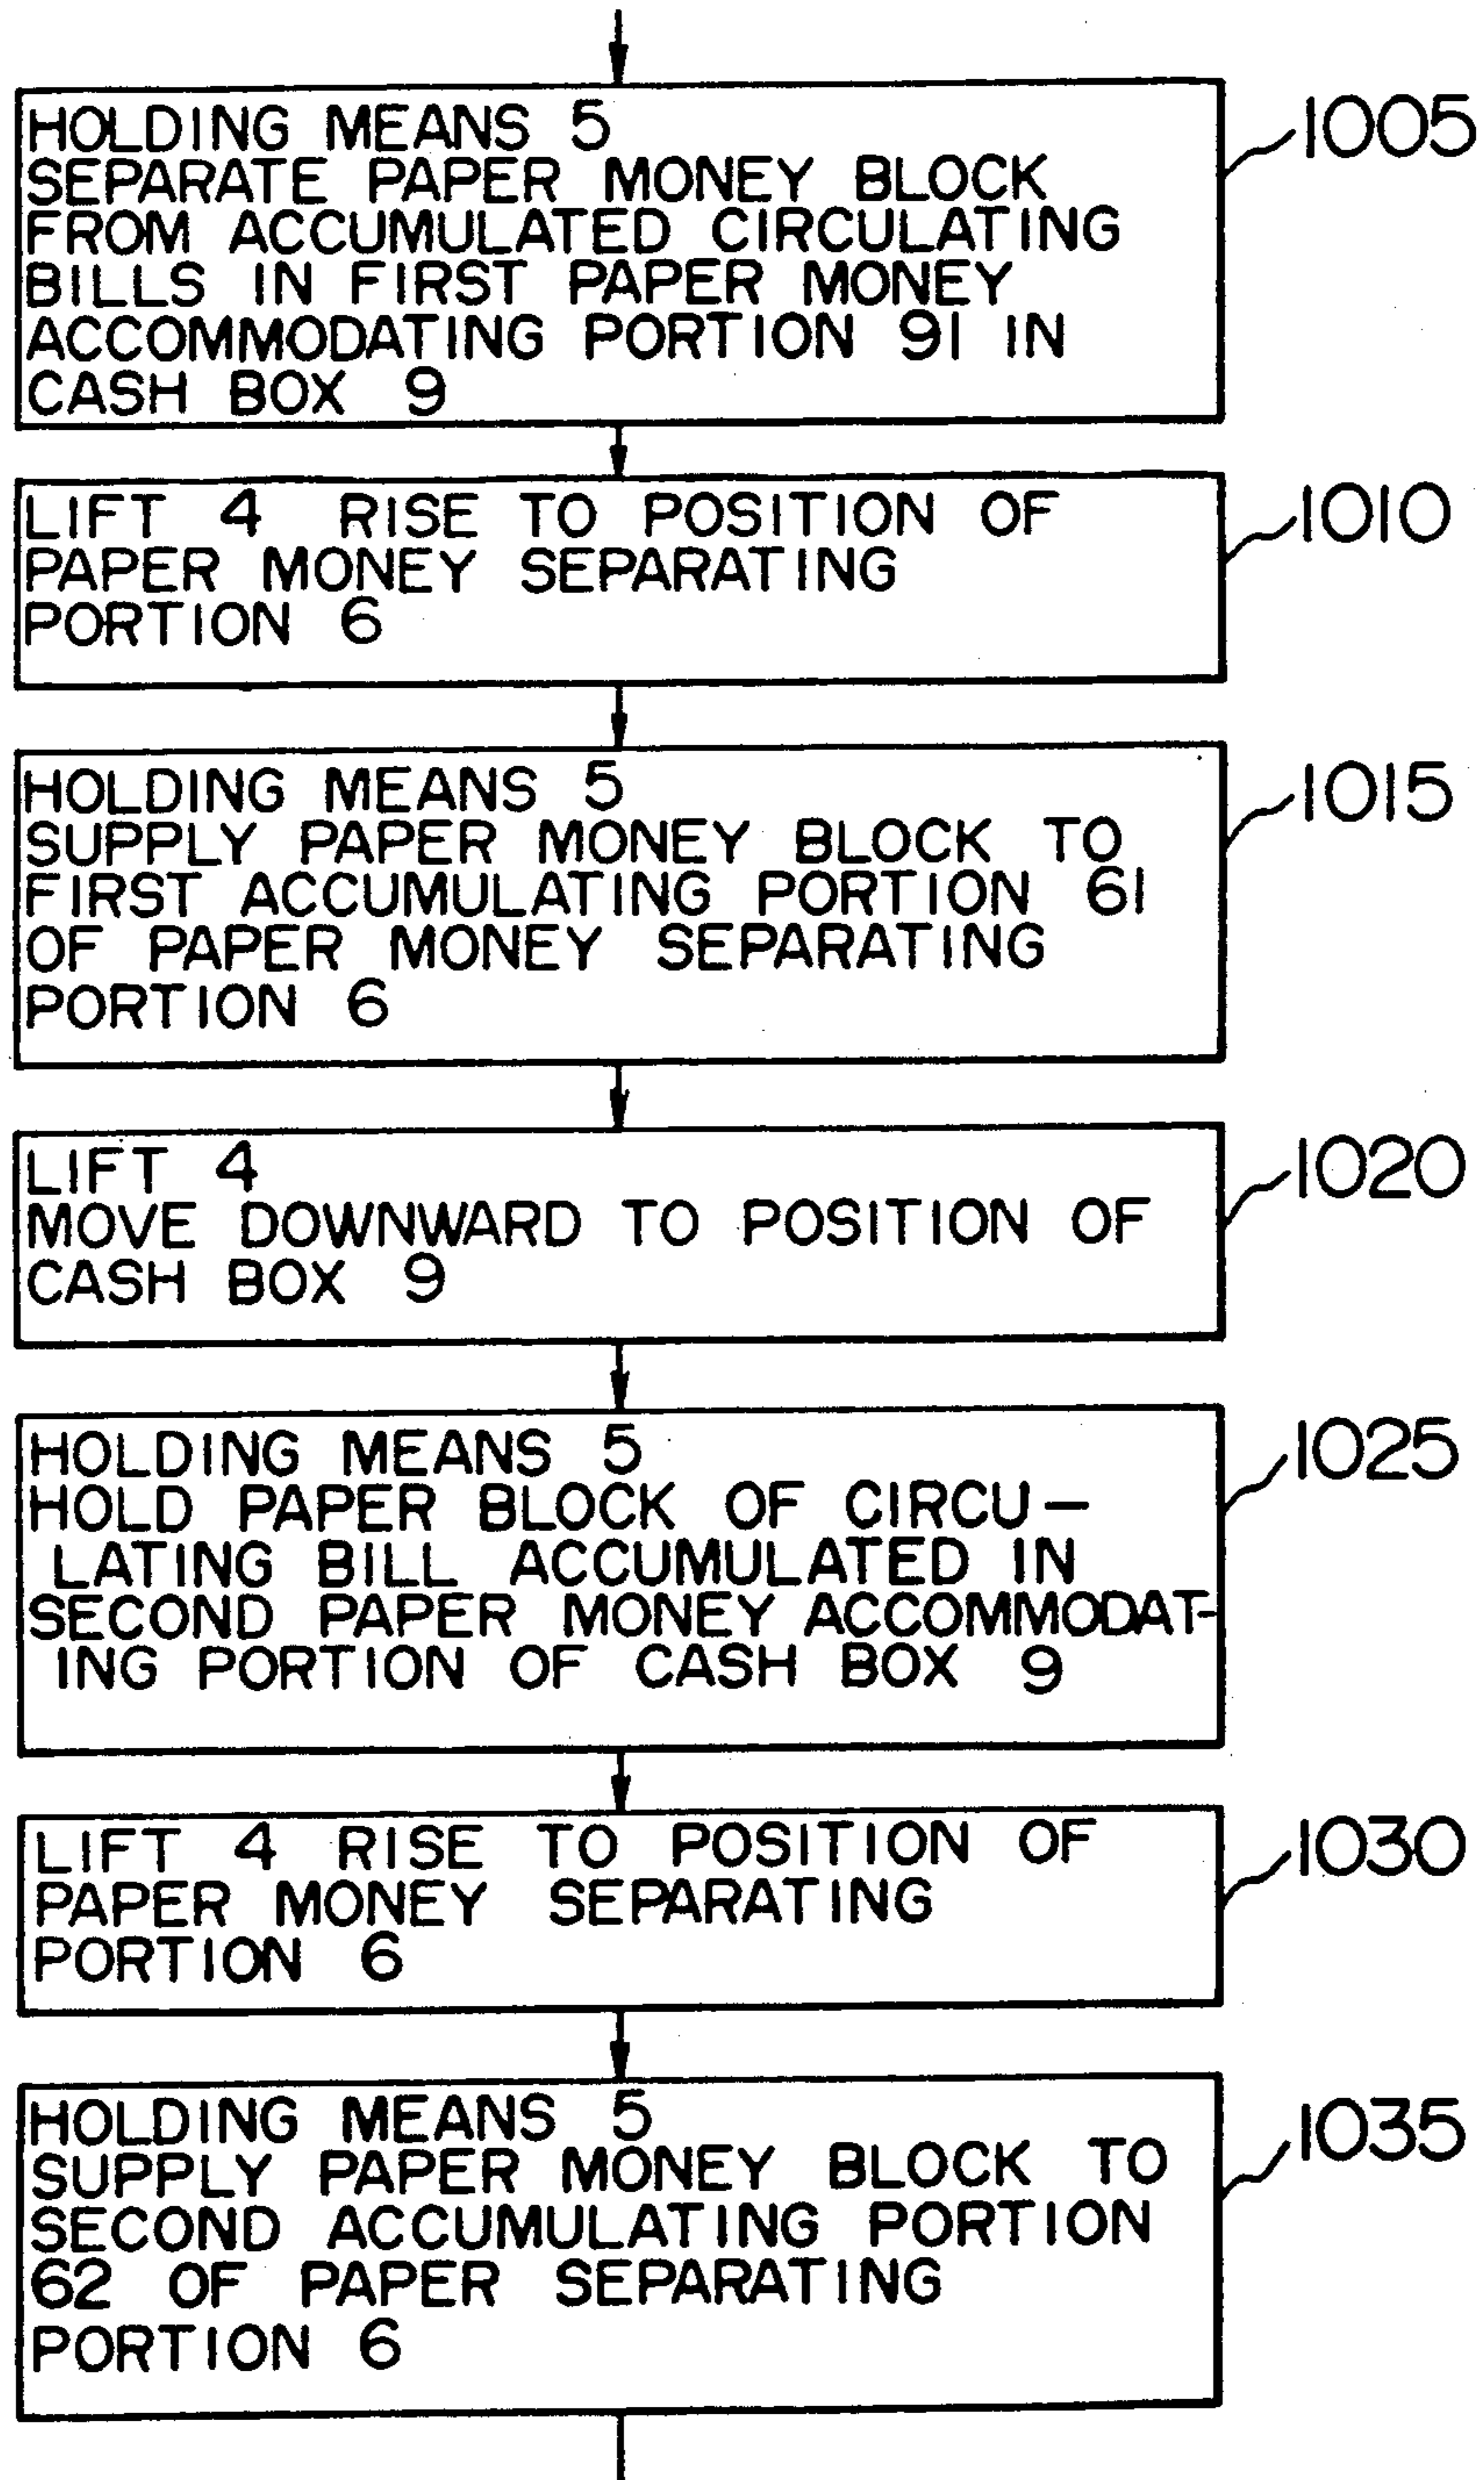 HOLDING MEANS 5
1005
SEPARATE PAPER MONEY BLOCK
FROM ACCUMULATED CIRCULATING
BILLS IN FIRST PAPER MONEY
ACCOMMODATING PORTION 91 IN
CASH BOX 9
LIFT 4 RISE TO POSITION OF
1010
PAPER MONEY SEPARATING
PORTION 6
HOLDING MEANS 5
1015
SUPPLY PAPER MONEY BLOCK TO
FIRST ACCUMULATING PORTION 61
OF PAPER MONEY SEPARATING
PORTION 6
LIFT 4
1020
MOVE DOWNWARD TO POSITION OF
CASH BOX 9
HOLDING MEANS 5
1025
HOLD PAPER BLOCK OF CIRCU-
LATING BILL ACCUMULATED IN
SECOND PAPER MONEY ACCOMMODAT-
ING PORTION OF CASH BOX 9
LIFT 4 RISE TO POSITION OF
1030
PAPER MONEY SEPARATING
PORTION 6
HOLDING MEANS 5
1035
SUPPLY PAPER MONEY BLOCK TO
SECOND ACCUMULATING PORTION
62 OF PAPER SEPARATING
PORTION 6